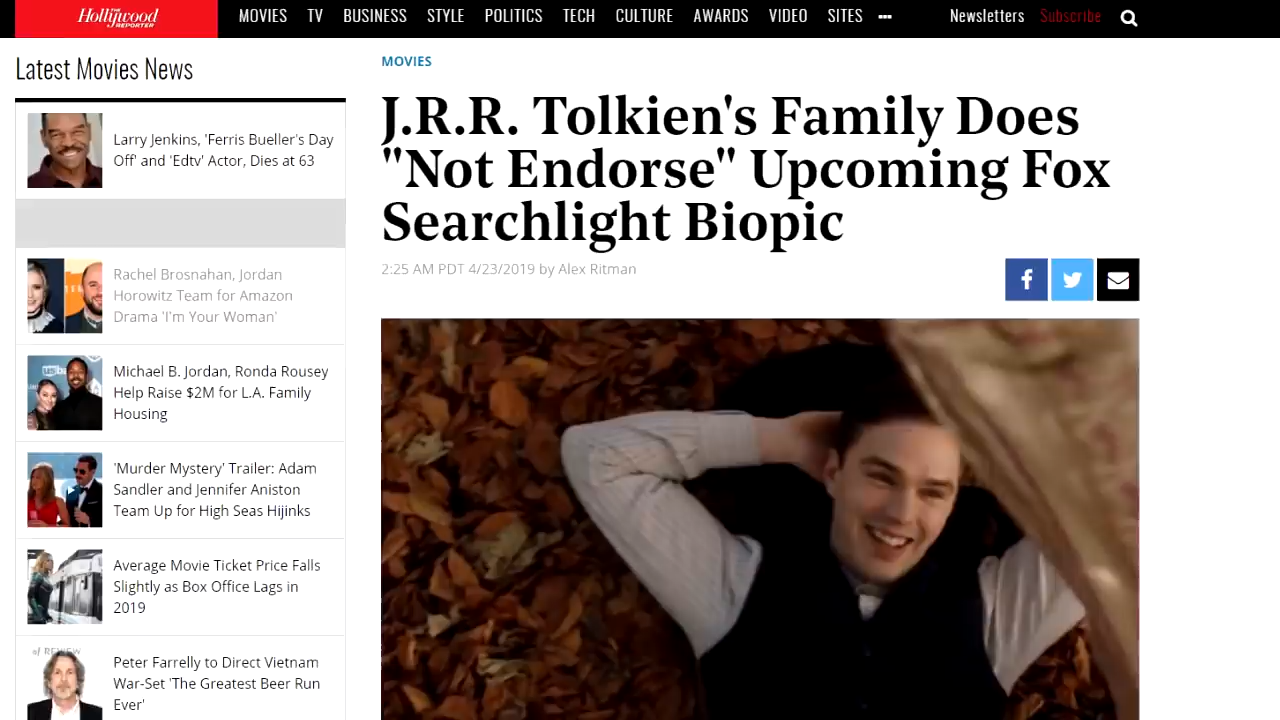 THE
Hollywood
REPORTER
MOVIES TV BUSINESS STYLE POLITICS TECH CULTURE AWARDS VIDEO SITES ••• Newsletters Subscribe
Latest Movies News
Larry Jenkins, 'Ferris Bueller's Day
Off' and 'Edtv' Actor, Dies at 63
Rachel Brosnahan, Jordan
Horowitz Team for Amazon
Drama 'I'm Your Woman'
Michael B. Jordan, Ronda Rousey
Help Raise $2M for L.A. Family
Housing
'Murder Mystery' Trailer: Adam
Sandler and Jennifer Aniston
Team Up for High Seas Hijinks
Average Movie Ticket Price Falls
Slightly as Box Office Lags in
2019
of REVIEW
Peter Farrelly to Direct Vietnam
War-Set 'The Greatest Beer Run
Ever'
MOVIES
J.R.R. Tolkien's Family Does
"Not Endorse" Upcoming Fox
Searchlight Biopic
2:25 AM PDT 4/23/2019 by Alex Ritman